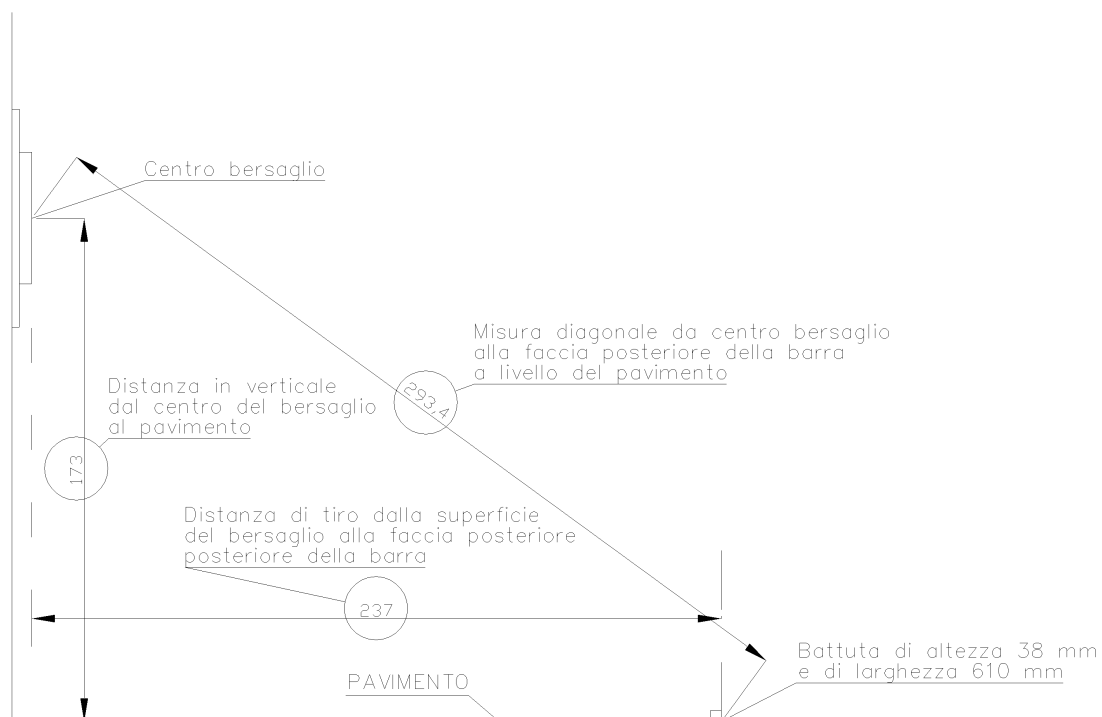 Centro bersaglio
Misura diagonale da centro bersaglio
alla faccia posteriore della barra
a livello del pavimento
293,4
Distanza in verticale
dal centro del bersaglio
al pavimento
173
Distanza di tiro dalla superficie
del bersaglio alla faccia posteriore
posteriore della barra
237
Battuta di altezza 38 mm
e di larghezza 610 mm
PAVIMENTO